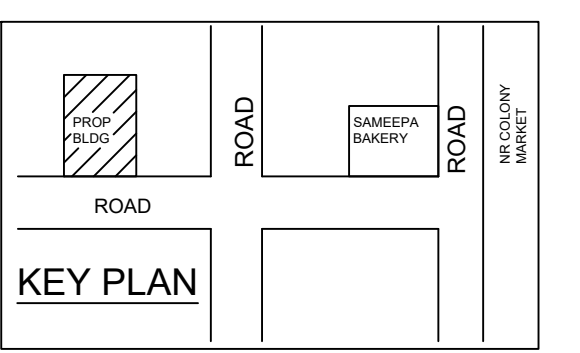 PROP
BLDG
ROAD
SAMEEPA
BAKERY
ROAD
NR COLONY
MARKET
ROAD
KEY PLAN